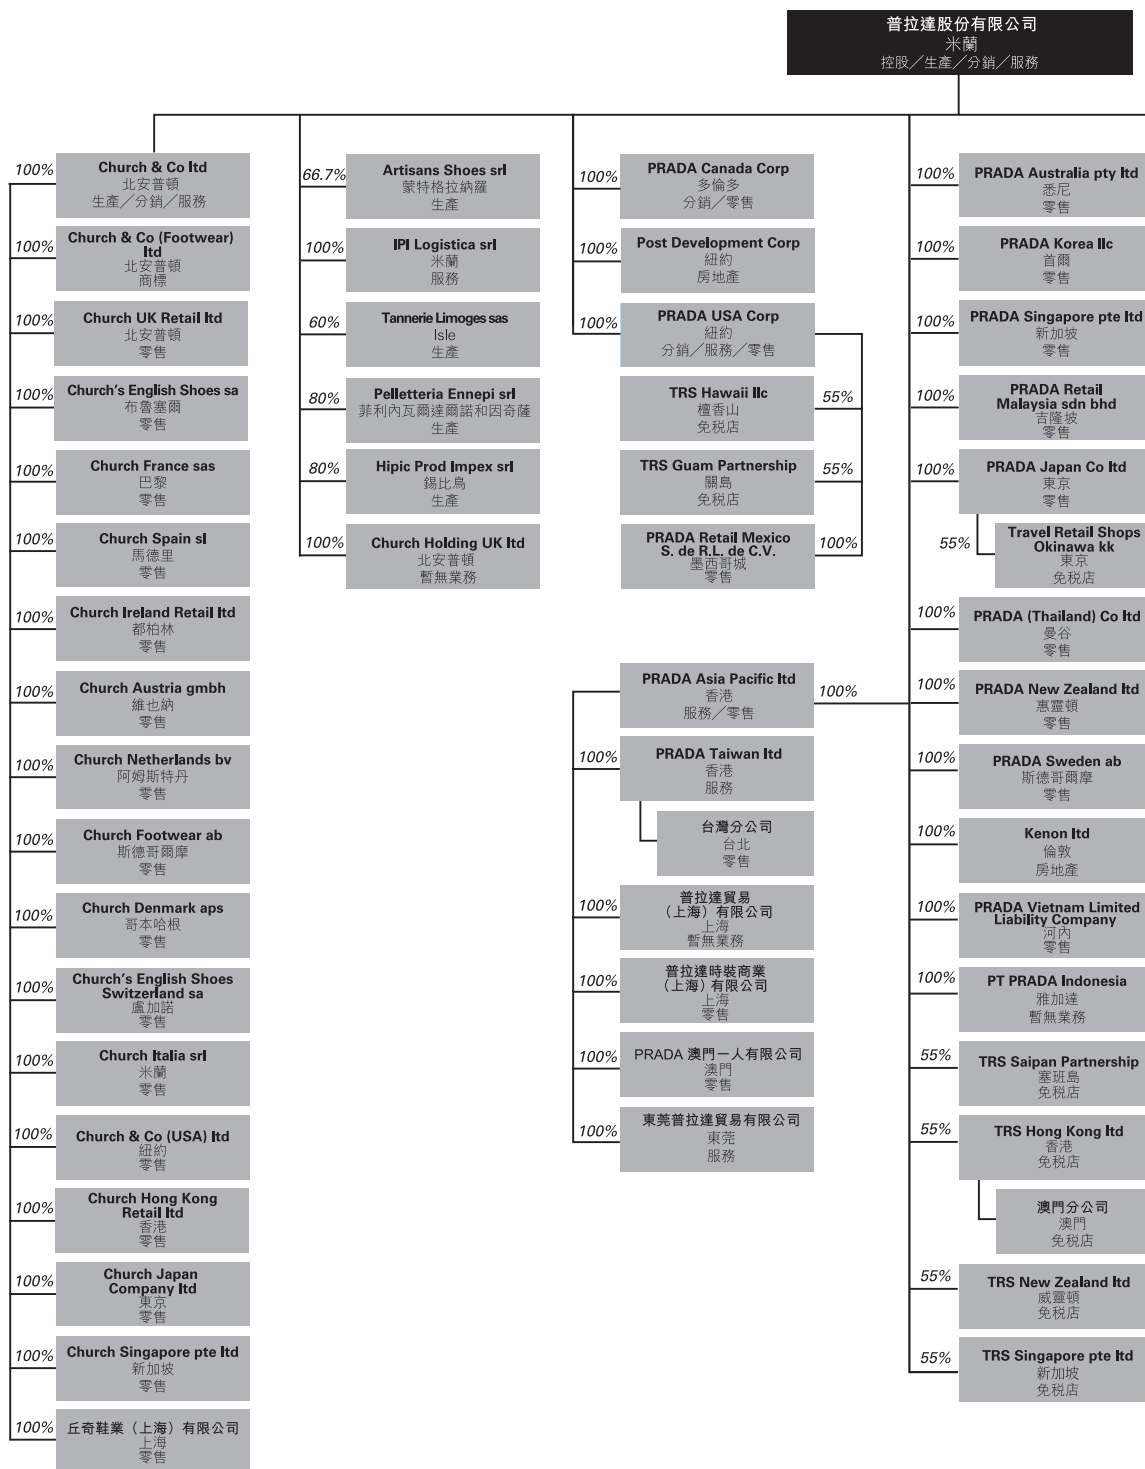 普拉達股份有限公司
米蘭
控股／生產／分銷／服務
100%
Church & Co ltd
北安普頓
生產／分銷／服務
100%
Church & Co (Footwear)
ltd
北安普頓
商標
100%
Church UK Retail ltd
北安普頓
零售
100%
Church's English Shoes sa
布魯塞爾
零售
100%
Church France sas
巴黎
零售
100%
Church Spain sl
馬德里
零售
100%
Church Ireland Retail ltd
都柏林
零售
100%
Church Austria gmbh
維也納
零售
100%
Church Netherlands bv
阿姆斯特丹
零售
100%
Church Footwear ab
斯德哥爾摩
零售
100%
Church Denmark aps
哥本哈根
零售
100%
Church's English Shoes
Switzerland sa
盧加諾
零售
100%
Church Italia srl
米蘭
零售
100%
Church & Co (USA) ltd
紐約
零售
100%
Church Hong Kong
Retail ltd
香港
零售
100%
Church Japan
Company ltd
東京
零售
100%
Church Singapore pte ltd
新加坡
零售
100%
丘奇鞋業（上海）有限公司
上海
零售
66.7%
Artisans Shoes srl
蒙特格拉納羅
生產
100%
IPI Logistica srl
米蘭
服務
60%
Tannerie Limoges sas
Isle
生產
80%
Pelletteria Ennepi srl
菲利內瓦爾達爾諾和因奇薩
生產
80%
Hipic Prod Impex srl
錫比烏
生產
100%
Church Holding UK ltd
北安普頓
暫無業務
100%
PRADA Canada Corp
多倫多
分銷／零售
100%
Post Development Corp
紐約
房地產
100%
PRADA USA Corp
紐約
分銷／服務／零售
TRS Hawaii llc
檀香山
免稅店
55%
TRS Guam Partnership
關島
免稅店
55%
PRADA Retail Mexico
S. de R.L. de C.V.
墨西哥城
零售
100%
PRADA Asia Pacific ltd
香港
服務／零售
100%
100%
PRADA Taiwan ltd
香港
服務
台灣分公司
台北
零售
100%
普拉達貿易
（上海）有限公司
上海
暫無業務
100%
普拉達時裝商業
（上海）有限公司
上海
零售
100%
PRADA 澳門一人有限公司
澳門
零售
100%
東莞普拉達貿易有限公司
東莞
服務
100%
PRADA Australia pty ltd
悉尼
零售
100%
PRADA Korea llc
首爾
零售
100%
PRADA Singapore pte ltd
新加坡
零售
100%
PRADA Retail
Malaysia sdn bhd
吉隆坡
零售
100%
PRADA Japan Co ltd
東京
零售
55%
Travel Retail Shops
Okinawa kk
東京
免稅店
100%
PRADA (Thailand) Co ltd
曼谷
零售
100%
PRADA New Zealand ltd
惠靈頓
零售
100%
PRADA Sweden ab
斯德哥爾摩
零售
100%
Kenon ltd
倫敦
房地產
100%
PRADA Vietnam Limited
Liability Company
河內
零售
100%
PT PRADA Indonesia
雅加達
暫無業務
55%
TRS Saipan Partnership
塞班島
免稅店
55%
TRS Hong Kong ltd
香港
免稅店
澳門分公司
澳門
免稅店
55%
TRS New Zealand ltd
威靈頓
免稅店
55%
TRS Singapore pte ltd
新加坡
免稅店